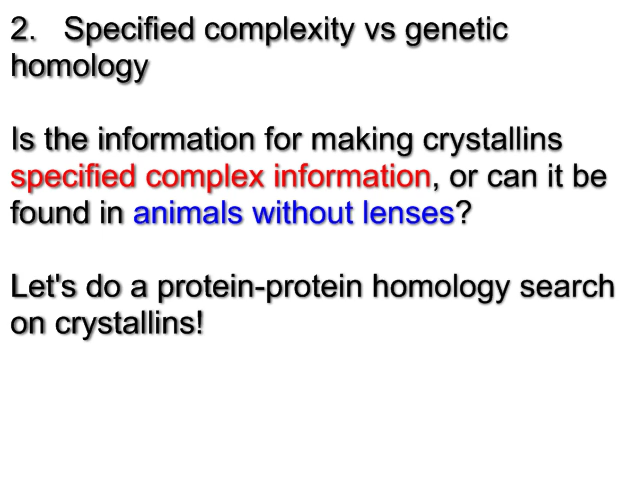 2.   Specified complexity vs genetic
homology
Is the information for making crystallins
specified complex information, or can it be
found in animals without lenses?
Let's do a protein-protein homology search
on crystallins!